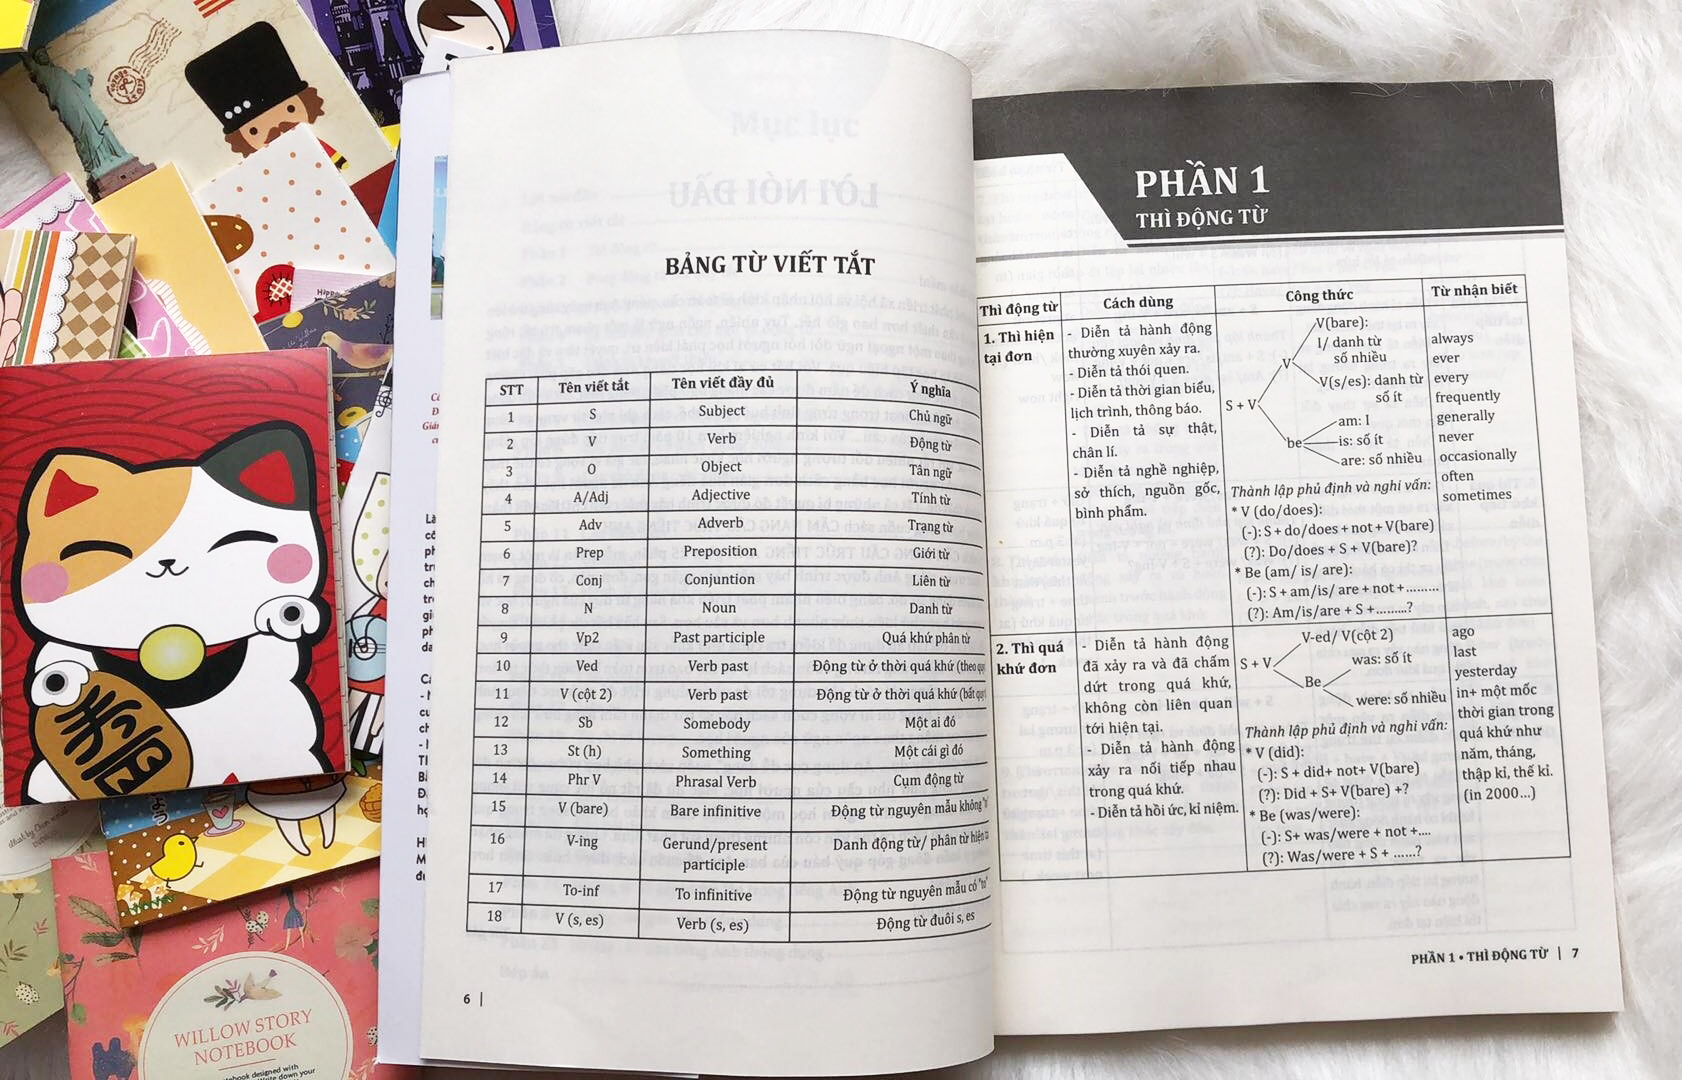 BẢNG TỪ VIẾT TẮT
STT Tên viết tắt Tên viết đầy đủ Ý nghĩa
1 S Subject Chủ ngữ
2 V Verb Động từ
3 O Object Tân ngữ
4 A/Adj Adjective Tính từ
5 Adv Adverb Trạng từ
6 Prep Preposition Giới từ
7 Conj Conjuntion Liên từ
8 N Noun Danh từ
9 Vp2 Past participle Quá khứ phân từ
10 Ved Verb past Động từ ở thời quá khứ (theo
11 V (cột 2) Verb past Động từ ở thời quá khứ (bất
12 Sb Somebody Một ai đó
13 St (h) Something Một cái gì đó
14 Phr V Phrasal Verb Cụm động từ
15 V (bare) Bare infinitive Động từ nguyên mẫu không
16 V-ing Gerund/present Danh động từ/ phân từ hiện
participle
17 To-inf To infinitive Động từ nguyên mẫu có "to"
18 V (s, es) Verb (s, es) Động từ đuôi s, es
6 |
PHẦN 1
THÌ ĐỘNG TỪ
Thì động từ Cách dùng Công thức Từ nhận biết
1. Thì hiện
tại đơn
- Diễn tả hành động
thường xuyên xảy ra.
- Diễn tả thói quen.
- Diễn tả thời gian biểu,
lịch trình, thông báo.
- Diễn tả sự thật,
chân lí.
- Diễn tả nghề nghiệp,
sở thích, nguồn gốc,
bình phẩm.
V(bare):
I/ danh từ
số nhiều
V
V(s/es): danh từ
số ít
S + V
am: I
be is: số ít
are: số nhiều
Thành lập phủ định và nghi vấn:
* V (do/does):
(-): S + do/does + not + V(bare)
(?): Do/does + S + V(bare)?
* Be (am/ is/ are):
(-): S + am/is/ are + not + .........
(?): Am/is/are + S +.........?
always
ever
every
frequently
generally
never
occasionally
often
sometimes
2. Thì quá
khứ đơn
- Diễn tả hành động
đã xảy ra và đã chấm
dứt trong quá khứ,
không còn liên quan
tới hiện tại.
- Diễn tả hành động
xảy ra nối tiếp nhau
trong quá khứ.
- Diễn tả hồi ức, kỉ niệm.
V-ed/ V(cột 2)
S + V was: số ít
Be
were: số nhiều
Thành lập phủ định và nghi vấn:
* V (did):
(-): S + did+ not+ V(bare)
(?): Did + S+ V(bare) +?
* Be (was/were):
(-): S+ was/were + not +....
(?): Was/were + S + ......?
ago
last
yesterday
in+ một mốc
thời gian trong
quá khứ như
năm, tháng,
thập kỉ, thế kỉ.
(in 2000...)
PHẦN 1 • THÌ ĐỘNG TỪ | 7
WILLOW STORY
NOTEBOOK